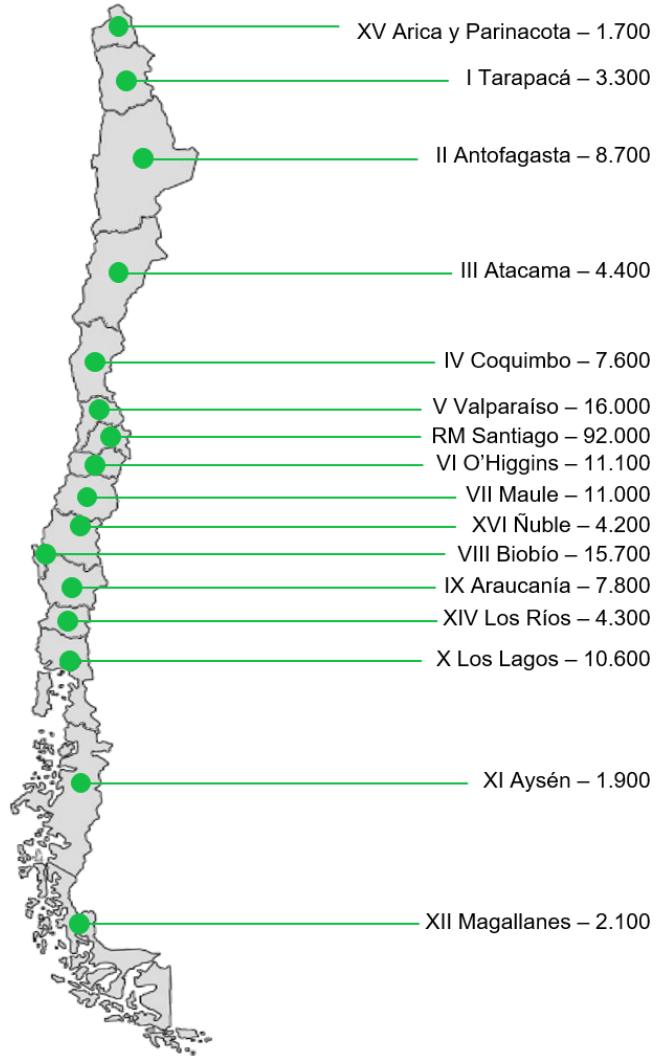 XV Arica y Parinacota – 1.700
I Tarapacá – 3.300
II Antofagasta – 8.700
III Atacama – 4.400
IV Coquimbo – 7.600
V Valparaíso – 16.000
RM Santiago – 92.000
VI O’Higgins – 11.100
VII Maule – 11.000
XVI Ñuble – 4.200
VIII Biobío – 15.700
IX Araucanía – 7.800
XIV Los Ríos – 4.300
X Los Lagos – 10.600
XI Aysén – 1.900
XII Magallanes – 2.100